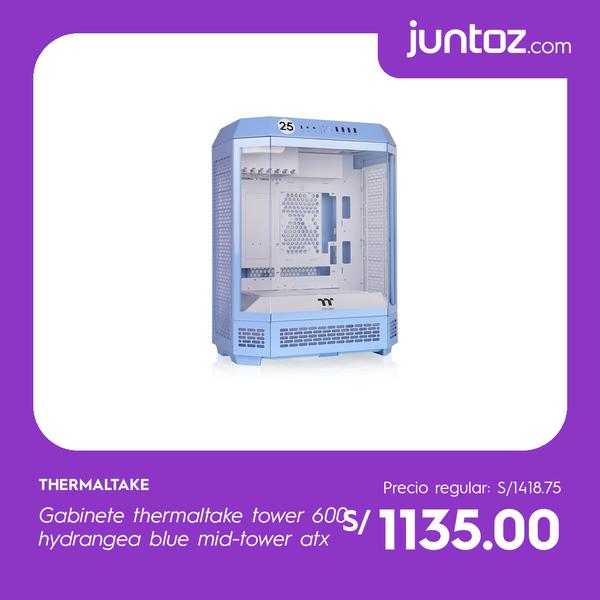 juntoz.com
25
THERMALTAKE
Gabinete thermaltake tower 600
hydrangea blue mid-tower atx
Precio regular: S/1418.75
S/ 1135.00